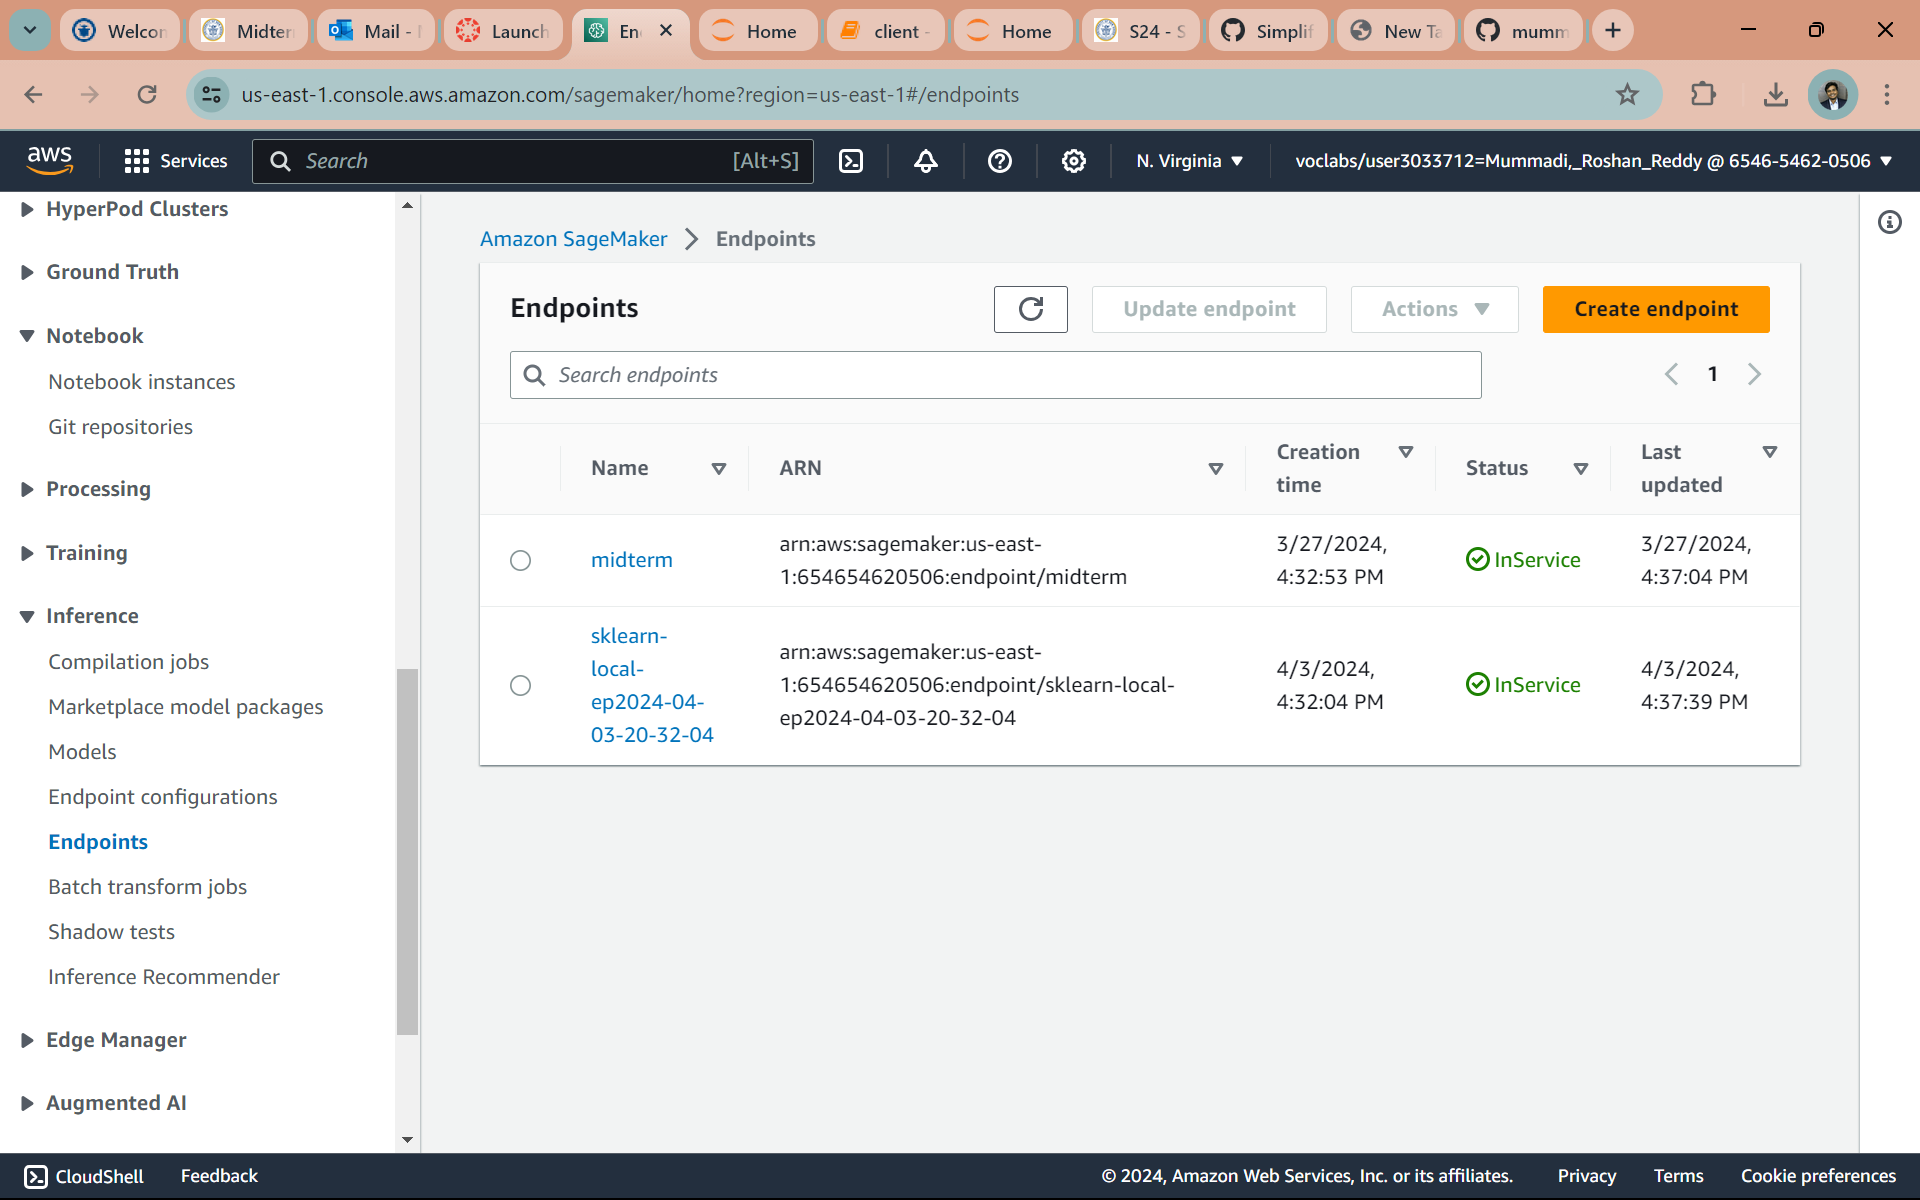 Welcon
Midter
Mail -
Launch
En
Home
client -
Home
S24 - S
Simplif
New Ta
mumm
us-east-1.console.aws.amazon.com/sagemaker/home?region=us-east-1#/endpoints
aws
Services
Search
[Alt+S]
N. Virginia
voclabs/user3033712=Mummadi,_Roshan_Reddy @ 6546-5462-0506
HyperPod Clusters
Ground Truth
Notebook
Notebook instances
Git repositories
Processing
Training
Inference
Compilation jobs
Marketplace model packages
Models
Endpoint configurations
Endpoints
Batch transform jobs
Shadow tests
Inference Recommender
Edge Manager
Augmented AI
Amazon SageMaker
Endpoints
Endpoints
Update endpoint
Actions
Create endpoint
Search endpoints
1
Name
ARN
Creation
time
Status
Last
updated
midterm
arn:aws:sagemaker:us-east-
1:654654620506:endpoint/midterm
3/27/2024,
4:32:53 PM
InService
3/27/2024,
4:37:04 PM
sklearn-
local-
ep2024-04-
03-20-32-04
arn:aws:sagemaker:us-east-
1:654654620506:endpoint/sklearn-local-
ep2024-04-03-20-32-04
4/3/2024,
4:32:04 PM
InService
4/3/2024,
4:37:39 PM
CloudShell
Feedback
© 2024, Amazon Web Services, Inc. or its affiliates.
Privacy
Terms
Cookie preferences